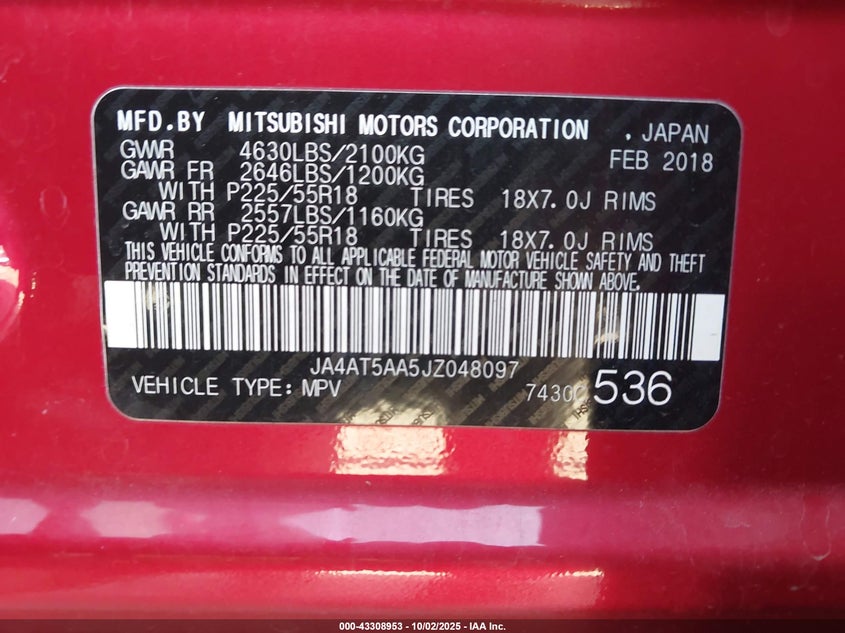 MFD.BY MITSUBISHI MOTORS CORPORATION . JAPAN
GVWR 4630LBS/2100KG FEB 2018
GAWR FR 2646LBS/1200KG
WITH P225/55R18 TIRES 18X7.0J RIMS
GAWR RR 2557LBS/1160KG
WITH P225/55R18 TIRES 18X7.0J RIMS
THIS VEHICLE CONFORMS TO ALL APPLICABLE FEDERAL MOTOR VEHICLE SAFETY AND THEFT
PREVENTION STANDARDS IN EFFECT ON THE DATE OF MANUFACTURE SHOWN ABOVE.
JA4AT5AA5JZ048097
VEHICLE TYPE: MPV 7430 536
000-43308953 - 10/02/2025 - IAA Inc.